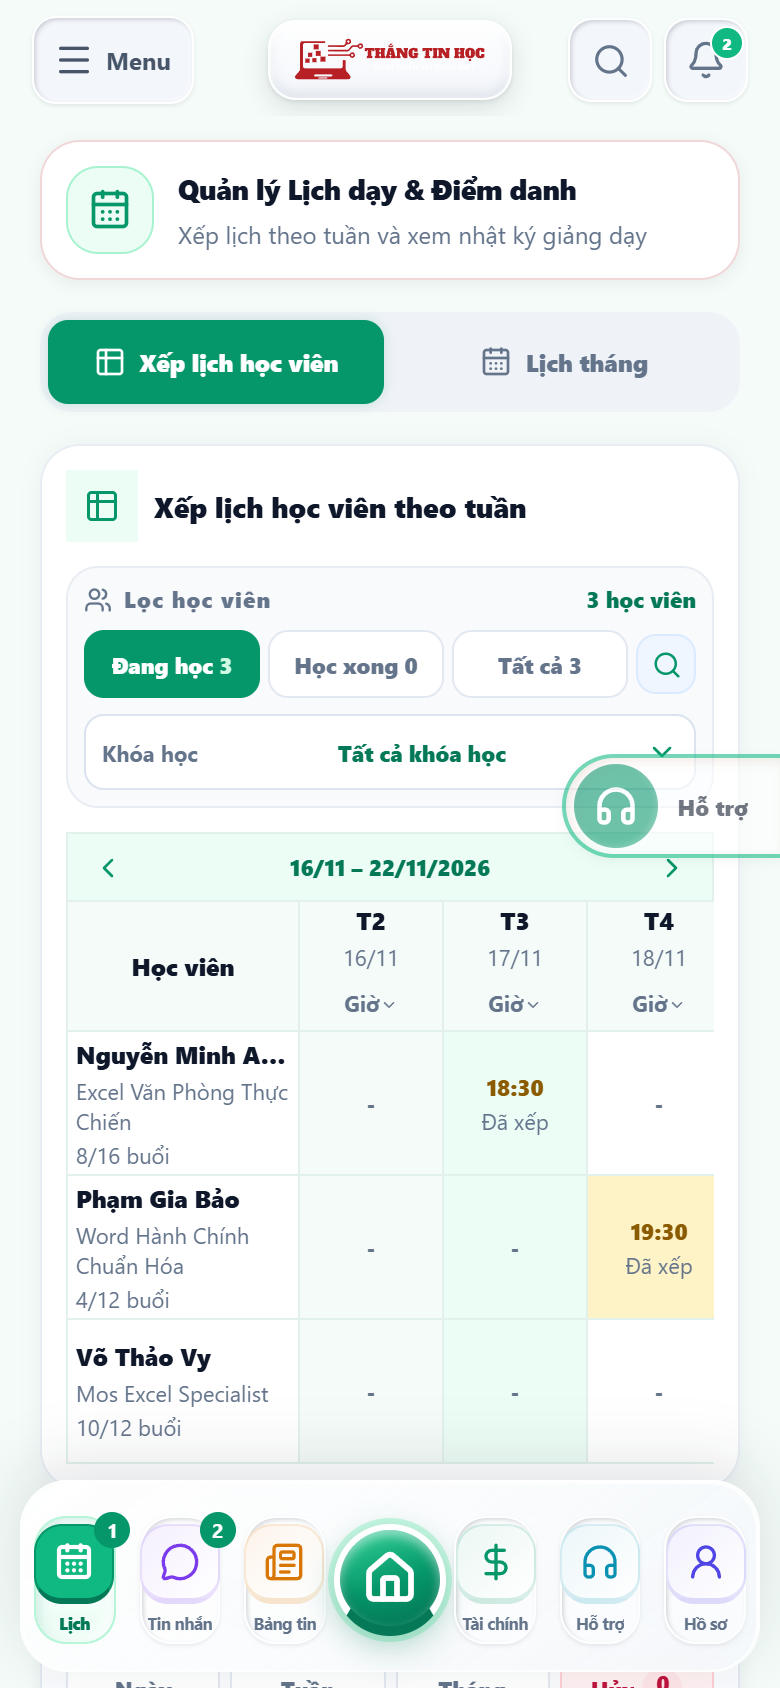 Menu
THẮNG TIN HỌC
2
Quản lý Lịch dạy & Điểm danh
Xếp lịch theo tuần và xem nhật ký giảng dạy
Xếp lịch học viên
Lịch tháng
Xếp lịch học viên theo tuần
Lọc học viên
3 học viên
Đang học 3
Học xong 0
Tất cả 3
Khóa học
Tất cả khóa học
Hỗ trợ
16/11 – 22/11/2026
Học viên
T2
16/11
Giờ
T3
17/11
Giờ
T4
18/11
Giờ
Nguyễn Minh A...
Excel Văn Phòng Thực
Chiến
8/16 buổi
-
18:30
Đã xếp
-
Phạm Gia Bảo
Word Hành Chính
Chuẩn Hóa
4/12 buổi
-
-
19:30
Đã xếp
Võ Thảo Vy
Mos Excel Specialist
10/12 buổi
-
-
-
1
Lịch
2
Tin nhắn
Bảng tin
Tài chính
Hỗ trợ
Hồ sơ
Ngày
Tuần
Tháng
Hủy
0